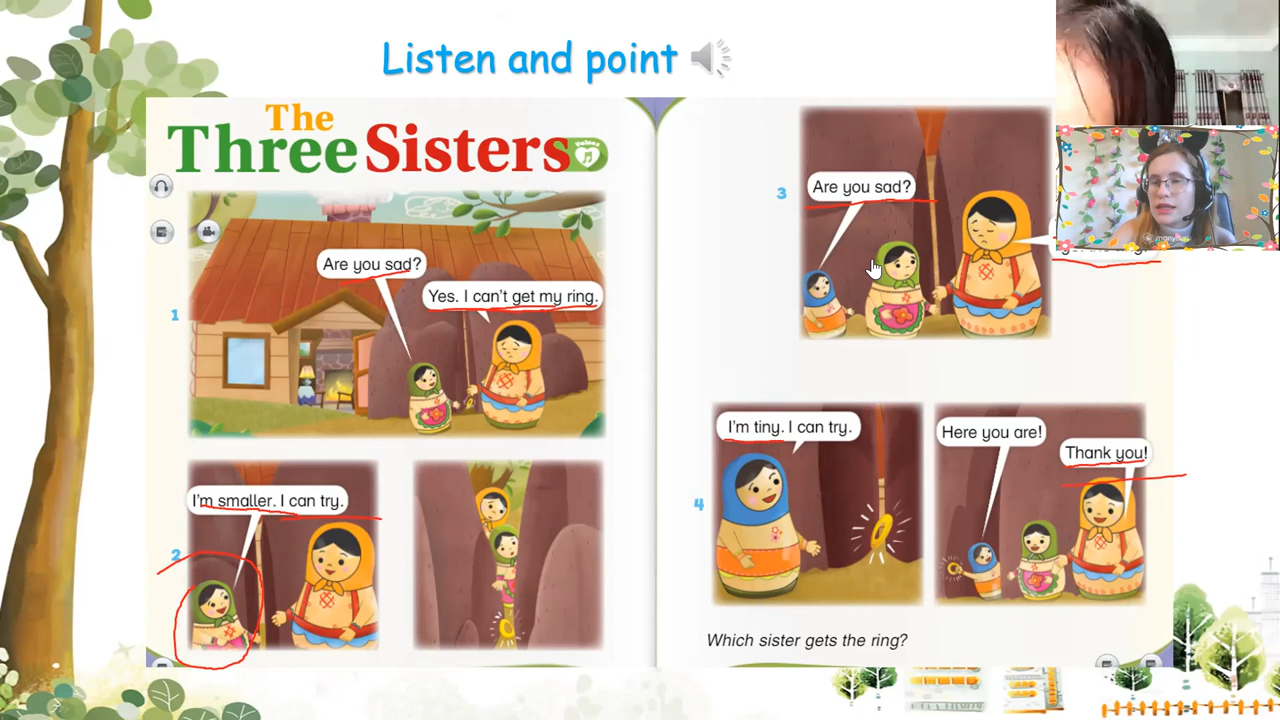 Listen and point
The
Three Sisters
Values
1
Are you sad?
Yes. I can't get my ring.
2
I'm smaller. I can try.
3
Are you sad?
4
I'm tiny. I can try.
Here you are!
Thank you!
Which sister gets the ring?